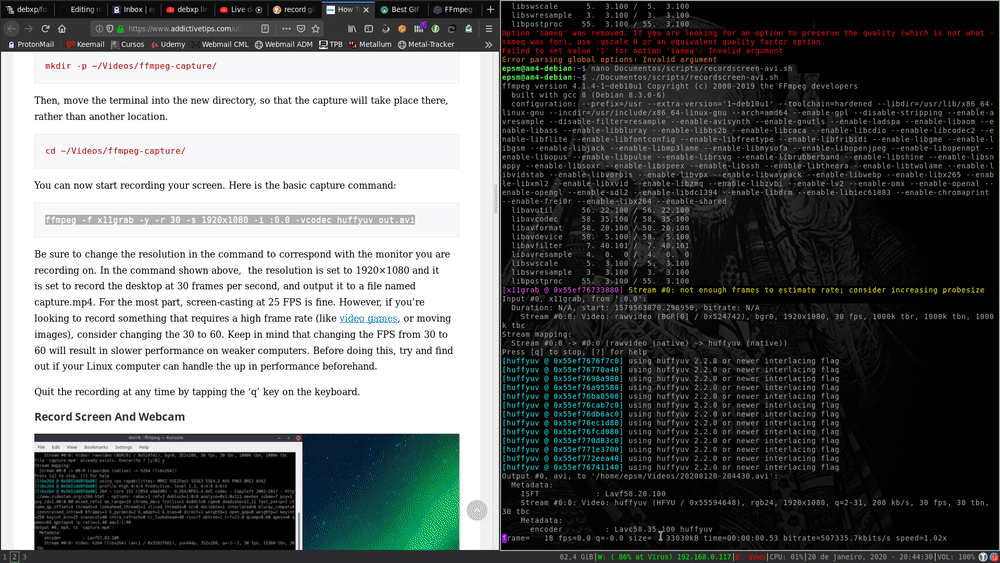 debxp/for
Editing n
Inbox | ep
debxp lin
Live d
record gi
How T
Best GIF
FFmpeg
https://www.addictivetips.com/ub
ProtonMail
Keemail
Cursos
Udemy
Webmail CML
Webmail ADM
TPB
Metallum
Metal-Tracker
mkdir -p ~/Videos/ffmpeg-capture/
Then, move the terminal into the new directory, so that the capture will take place there,
rather than another location.
cd ~/Videos/ffmpeg-capture/
You can now start recording your screen. Here is the basic capture command:
ffmpeg -f x11grab -y -r 30 -s 1920x1080 -i :0.0 -vcodec huffyuv out.avi
Be sure to change the resolution in the command to correspond with the monitor you are
recording on. In the command shown above,  the resolution is set to 1920×1080 and it
is set to record the desktop at 30 frames per second, and output it to a file named
capture.mp4. For the most part, screen-casting at 25 FPS is fine. However, if you're
looking to record something that requires a high frame rate (like video games, or moving
images), consider changing the 30 to 60. Keep in mind that changing the FPS from 30 to
60 will result in slower performance on weaker computers. Before doing this, try and find
out if your Linux computer can handle the up in performance beforehand.
Quit the recording at any time by tapping the 'q' key on the keyboard.
Record Screen And Webcam
File Edit View Bookmarks Settings Help
1 2 3
libswscale 5. 3.100 / 5. 3.100
libswresample 3. 3.100 / 3. 3.100
libpostproc 55. 3.100 / 55. 3.100
Option 'sameq' was removed. If you are looking for an option to preserve the quality (which is not what -
sameq was for), use -qscale 0 or an equivalent quality factor option.
Failed to set value '1' for option 'sameq': Invalid argument
Error parsing global options: Invalid argument
epsm@am4-debian:~$ nano Documentos/scripts/recordscreen-avi.sh
epsm@am4-debian:~$ ./Documentos/scripts/recordscreen-avi.sh
ffmpeg version 4.1.4-1~deb10u1 Copyright (c) 2000-2019 the FFmpeg developers
built with gcc 8 (Debian 8.3.0-6)
configuration: --prefix=/usr --extra-version='1~deb10u1' --toolchain=hardened --libdir=/usr/lib/x86_64-
linux-gnu --incdir=/usr/include/x86_64-linux-gnu --arch=amd64 --enable-gpl --disable-stripping --enable-a
vresample --disable-filter=resample --enable-avisynth --enable-gnutls --enable-ladspa --enable-libaom --e
nable-libass --enable-libbluray --enable-libbs2b --enable-libcaca --enable-libcdio --enable-libcodec2 --e
nable-libflite --enable-libfontconfig --enable-libfreetype --enable-libfribidi --enable-libgme --enable-l
ibgsm --enable-libjack --enable-libmp3lame --enable-libmysofa --enable-libopenjpeg --enable-libopenmpt --
enable-libopus --enable-libpulse --enable-librsvg --enable-librubberband --enable-libshine --enable-libsn
appy --enable-libsoxr --enable-libspeex --enable-libssh --enable-libtheora --enable-libtwolame --enable-l
ibvidstab --enable-libvorbis --enable-libvpx --enable-libwavpack --enable-libwebp --enable-libx265 --enab
le-libxml2 --enable-libxvid --enable-libzmq --enable-libzvbi --enable-lv2 --enable-omx --enable-openal --
enable-opengl --enable-sdl2 --enable-libdc1394 --enable-libdrm --enable-libiec61883 --enable-chromaprint
--enable-frei0r --enable-libx264 --enable-shared
libavutil 56. 22.100 / 56. 22.100
libavcodec 58. 35.100 / 58. 35.100
libavformat 58. 20.100 / 58. 20.100
libavdevice 58. 5.100 / 58. 5.100
libavfilter 7. 40.101 / 7. 40.101
libavresample 4. 0. 0 / 4. 0. 0
libswscale 5. 3.100 / 5. 3.100
libswresample 3. 3.100 / 3. 3.100
libpostproc 55. 3.100 / 55. 3.100
[x11grab @ 0x55ef76733080] Stream #0: not enough frames to estimate rate; consider increasing probesize
Input #0, x11grab, from ':0.0':
Duration: N/A, start: 1579563870.298950, bitrate: N/A
Stream #0:0: Video: rawvideo (BGR[0] / 0x524742), bgr0, 1920x1080, 30 fps, 1000k tbr, 1000k tbn, 1000
k tbc
Stream mapping:
Stream #0:0 -> #0:0 (rawvideo (native) -> huffyuv (native))
Press [q] to stop, [?] for help
[huffyuv @ 0x55ef7676f7c0] using huffyuv 2.2.0 or newer interlacing flag
[huffyuv @ 0x55ef76770a40] using huffyuv 2.2.0 or newer interlacing flag
[huffyuv @ 0x55ef7698a980] using huffyuv 2.2.0 or newer interlacing flag
[huffyuv @ 0x55ef76a95580] using huffyuv 2.2.0 or newer interlacing flag
[huffyuv @ 0x55ef76ba0500] using huffyuv 2.2.0 or newer interlacing flag
[huffyuv @ 0x55ef76cab7c0] using huffyuv 2.2.0 or newer interlacing flag
[huffyuv @ 0x55ef76db6ac0] using huffyuv 2.2.0 or newer interlacing flag
[huffyuv @ 0x55ef76ec1d80] using huffyuv 2.2.0 or newer interlacing flag
[huffyuv @ 0x55ef76fcd080] using huffyuv 2.2.0 or newer interlacing flag
[huffyuv @ 0x55ef770d83c0] using huffyuv 2.2.0 or newer interlacing flag
[huffyuv @ 0x55ef771e3700] using huffyuv 2.2.0 or newer interlacing flag
[huffyuv @ 0x55ef772eea40] using huffyuv 2.2.0 or newer interlacing flag
[huffyuv @ 0x55ef76741140] using huffyuv 2.2.0 or newer interlacing flag
Output #0, avi, to '/home/epsm/Vídeos/20200120-204430.avi':
Metadata:
ISFT : Lavf58.20.100
Stream #0:0: Video: huffyuv (HFYU / 0x55594648), rgb24, 1920x1080, q=2-31, 200 kb/s, 30 fps, 30 tbn,
30 tbc
Metadata:
encoder : Lavc58.35.100 huffyuv
frame= 18 fps=0.0 q=-0.0 size= 33030kB time=00:00:00.53 bitrate=507335.7kbits/s speed=1.02x
62,4 GiB|W: ( 86% at Virus) 192.168.0.117|E: down|CPU: 01%|20 de janeiro, 2020 - 20:44:30|VOL: 100%